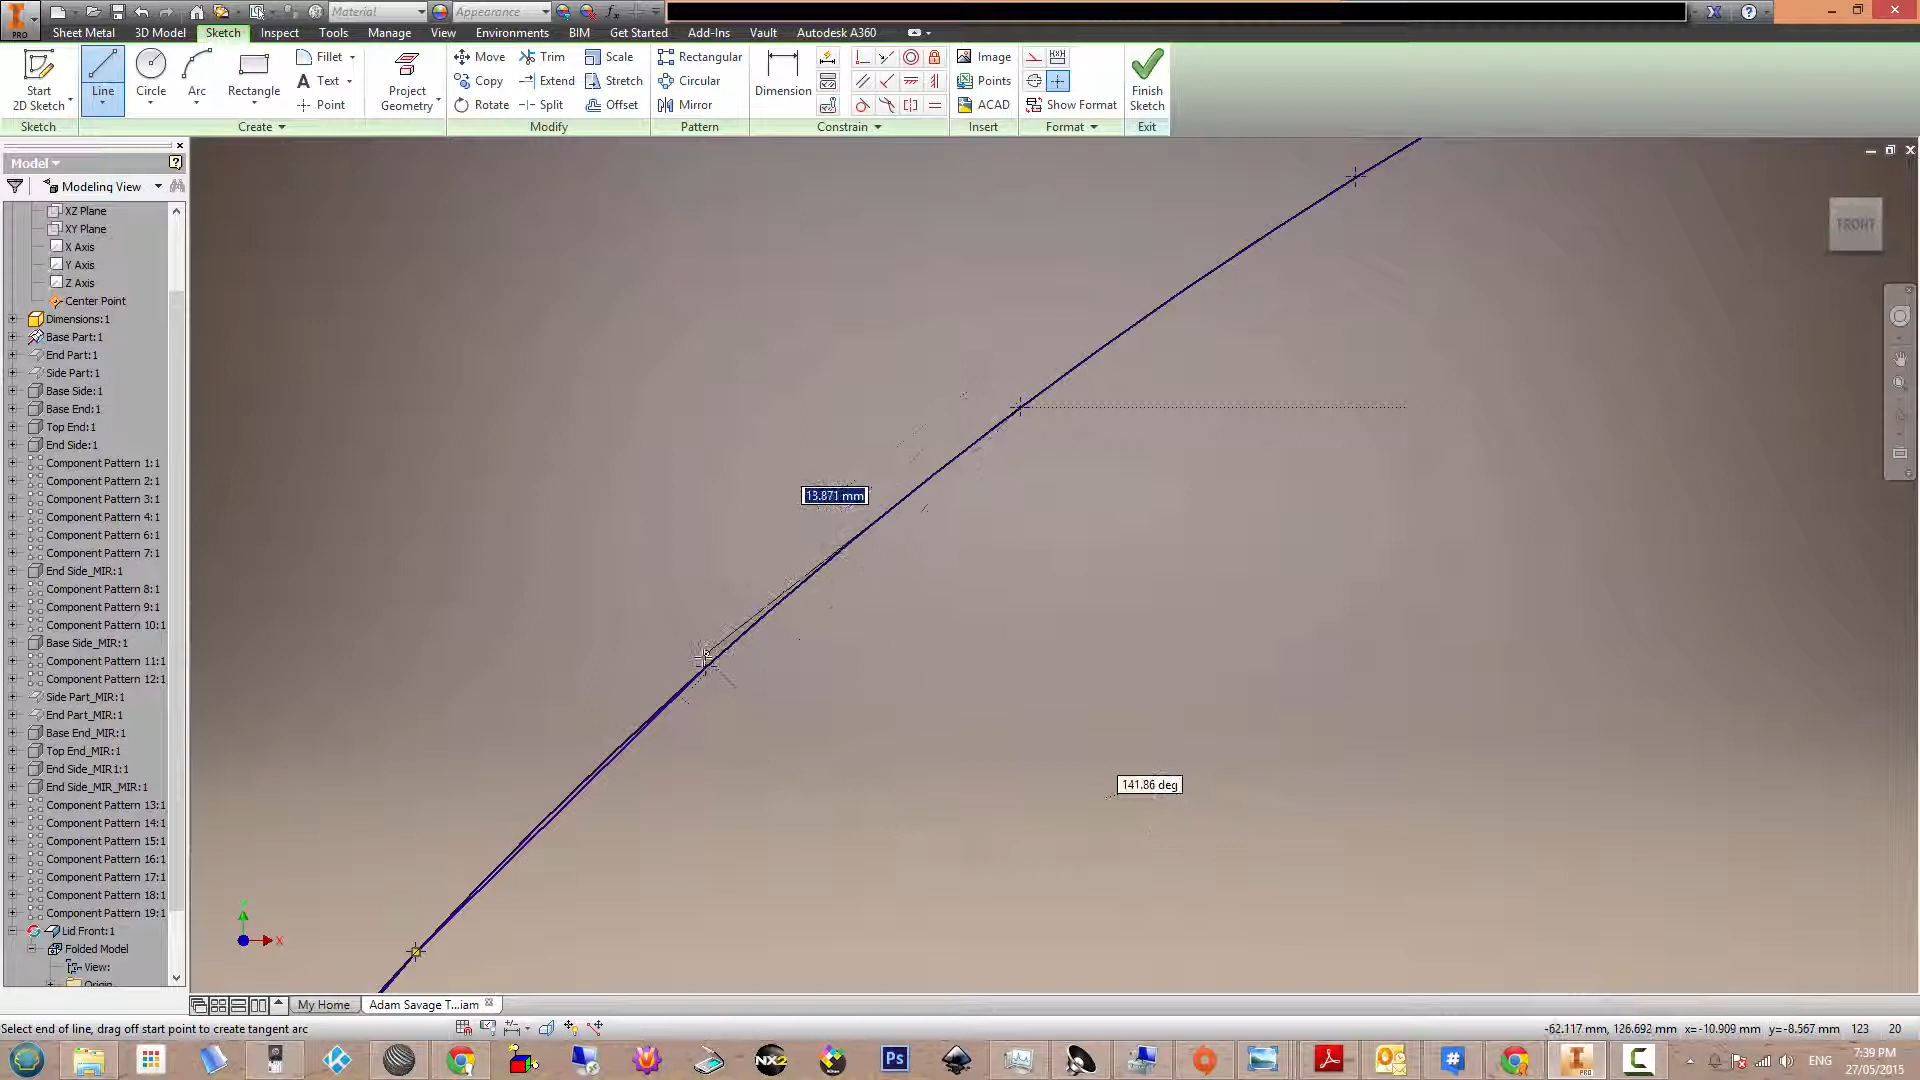 Material
Appearance
PRO
Sheet Metal 3D Model Sketch Inspect Tools Manage View Environments BIM Get Started Add-Ins Vault Autodesk A360
Start
2D Sketch
Line
Circle
Arc
Rectangle
Fillet
Text
Point
Project
Geometry
Move
Copy
Rotate
Trim
Extend
Split
Scale
Stretch
Offset
Rectangular
Circular
Mirror
Dimension
Image
Points
ACAD
Show Format
Finish
Sketch
Sketch Create Modify Pattern Constrain Insert Format Exit
Model
Modeling View
XZ Plane
XY Plane
X Axis
Y Axis
Z Axis
Center Point
Dimensions:1
Base Part:1
End Part:1
Side Part:1
Base Side:1
Base End:1
Top End:1
End Side:1
Component Pattern 1:1
Component Pattern 2:1
Component Pattern 3:1
Component Pattern 4:1
Component Pattern 6:1
Component Pattern 7:1
End Side_MIR:1
Component Pattern 8:1
Component Pattern 9:1
Component Pattern 10:1
Base Side_MIR:1
Component Pattern 11:1
Component Pattern 12:1
Side Part_MIR:1
End Part_MIR:1
Base End_MIR:1
Top End_MIR:1
End Side_MIR1:1
End Side_MIR_MIR:1
Component Pattern 13:1
Component Pattern 14:1
Component Pattern 15:1
Component Pattern 16:1
Component Pattern 17:1
Component Pattern 18:1
Component Pattern 19:1
Lid Front:1
Folded Model
View:
Origin
FRONT
13.871 mm
141.86 deg
Y
X
My Home Adam Savage T...iam
Select end of line, drag off start point to create tangent arc
-62.117 mm, 126.692 mm x=-10.909 mm y=-8.567 mm 123 20
NX2
Ps
PRO
ENG
7:39 PM
27/05/2015